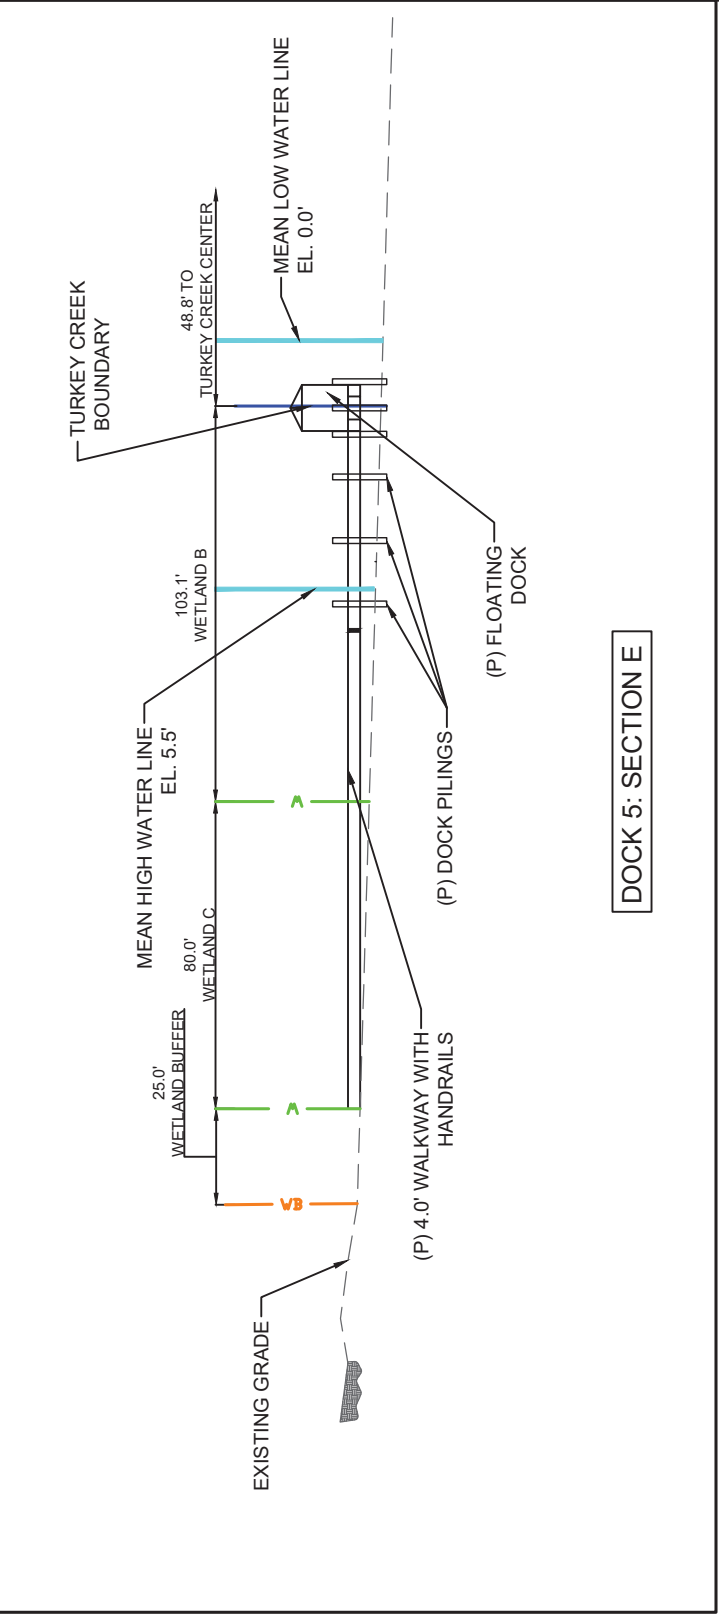 TURKEY CREEK
BOUNDARY
MEAN HIGH WATER LINE
EL. 5.5'
25.0'
WETLAND BUFFER
80.0'
WETLAND C
103.1'
WETLAND B
48.8' TO
TURKEY CREEK CENTER
MEAN LOW WATER LINE
EL. 0.0'
WB
W
W
EXISTING GRADE
(P) 4.0' WALKWAY WITH
HANDRAILS
(P) DOCK PILINGS
(P) FLOATING
DOCK
DOCK 5: SECTION E